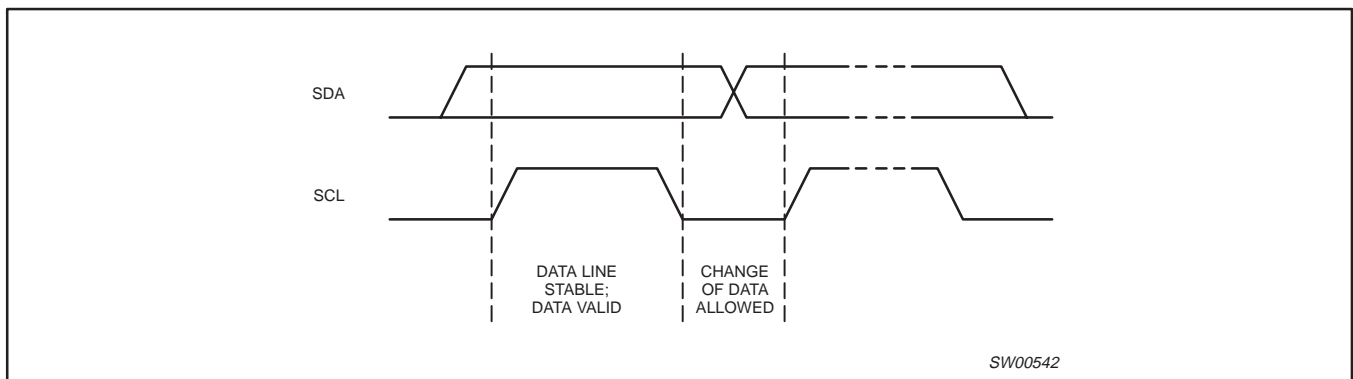 SDA
SCL
DATA LINE
STABLE;
DATA VALID
CHANGE
OF DATA
ALLOWED
SW00542